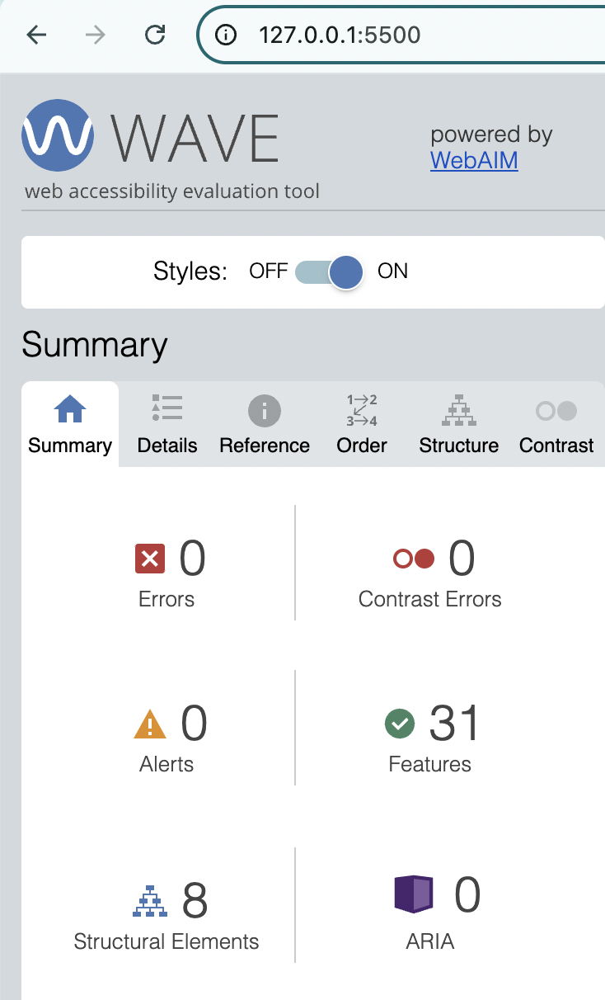 127.0.0.1:5500
WAVE
powered by
WebAIM
web accessibility evaluation tool
Styles: OFF ON
Summary
1→2
3→4
Summary Details Reference Order Structure Contrast
0 0
Errors Contrast Errors
0 31
Alerts Features
8 0
Structural Elements ARIA